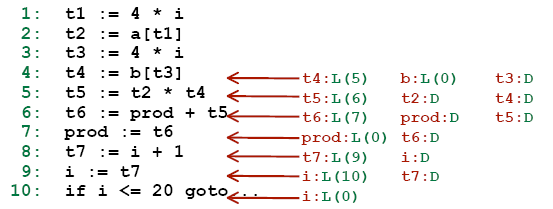 1: t1 := 4 * i
2: t2 := a[t1]
3: t3 := 4 * i
4: t4 := b[t3]
t4:L(5) b:L(0) t3:D
5: t5 := t2 * t4
t5:L(6) t2:D t4:D
6: t6 := prod + t5
t6:L(7) prod:D t5:D
7: prod := t6
prod:L(0) t6:D
8: t7 := i + 1
t7:L(9) i:D
9: i := t7
i:L(10) t7:D
10: if i <= 20 goto ..
i:L(0)